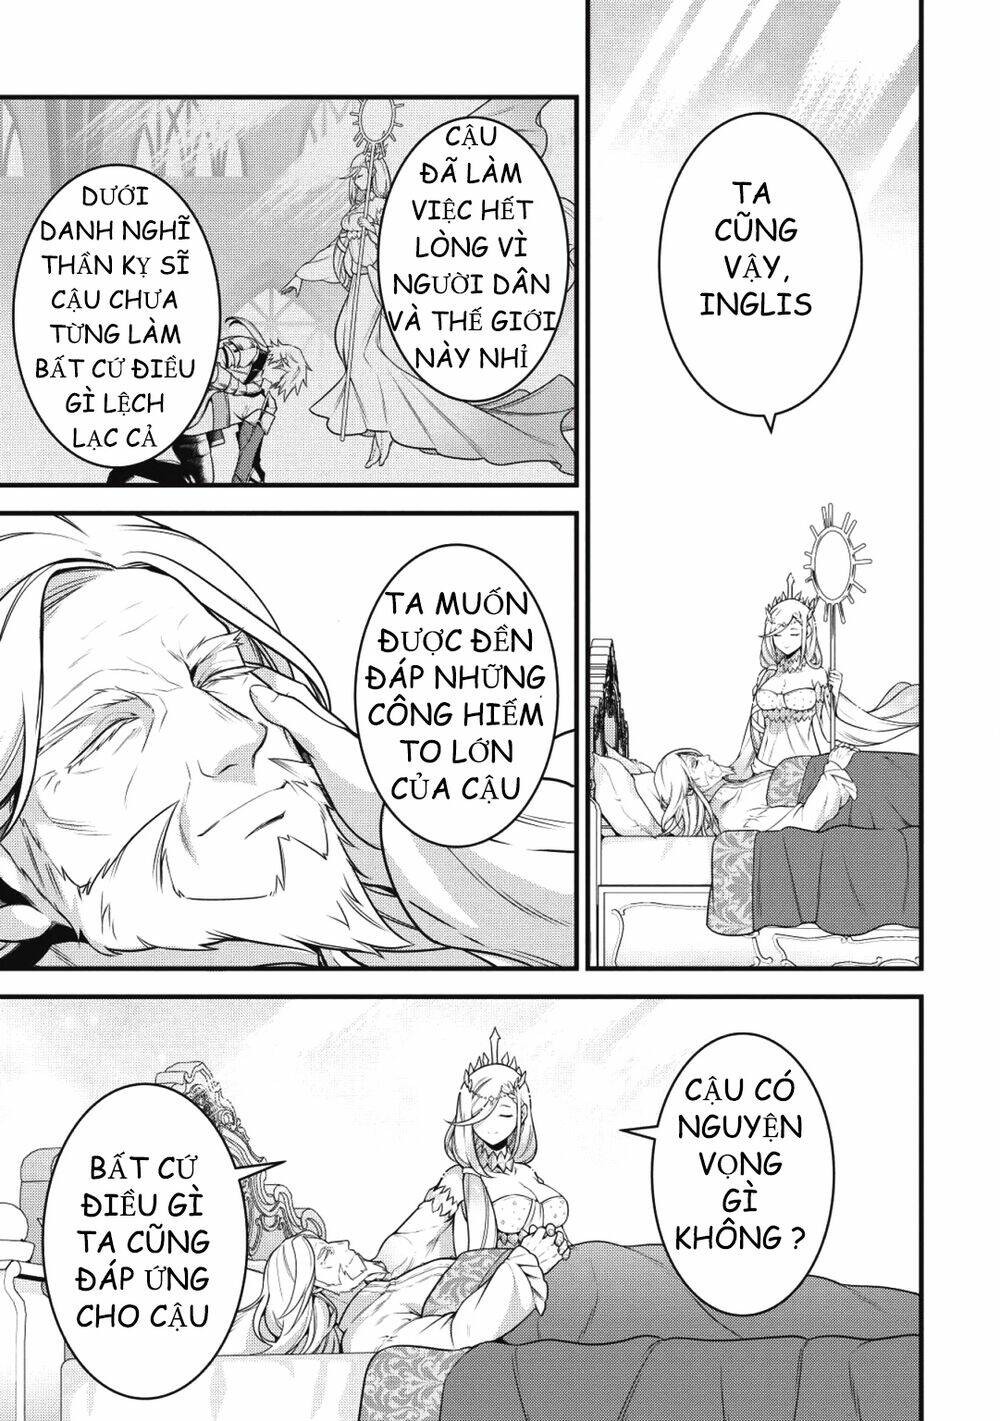 TA
CŨNG
VẬY,
INGLIS
CẬU
ĐÃ LÀM
VIỆC HẾT
LÒNG VÌ
NGƯỜI DÂN
VÀ THẾ GIỚI
NÀY NHỈ
DƯỚI
DANH NGHĨ
THẦN KỴ SĨ
CẬU CHƯA
TỪNG LÀM
BẤT CỨ ĐIỀU
GÌ LỆCH
LẠC CẢ
TA MUỐN
ĐƯỢC ĐỀN
ĐÁP NHỮNG
CÔNG HIẾM
TO LỚN
CỦA CẬU
CẬU CÓ
NGUYỆN
VỌNG
GÌ
KHÔNG ?
BẤT CỨ
ĐIỀU GÌ
TA CŨNG
ĐÁP ỨNG
CHO CẬU